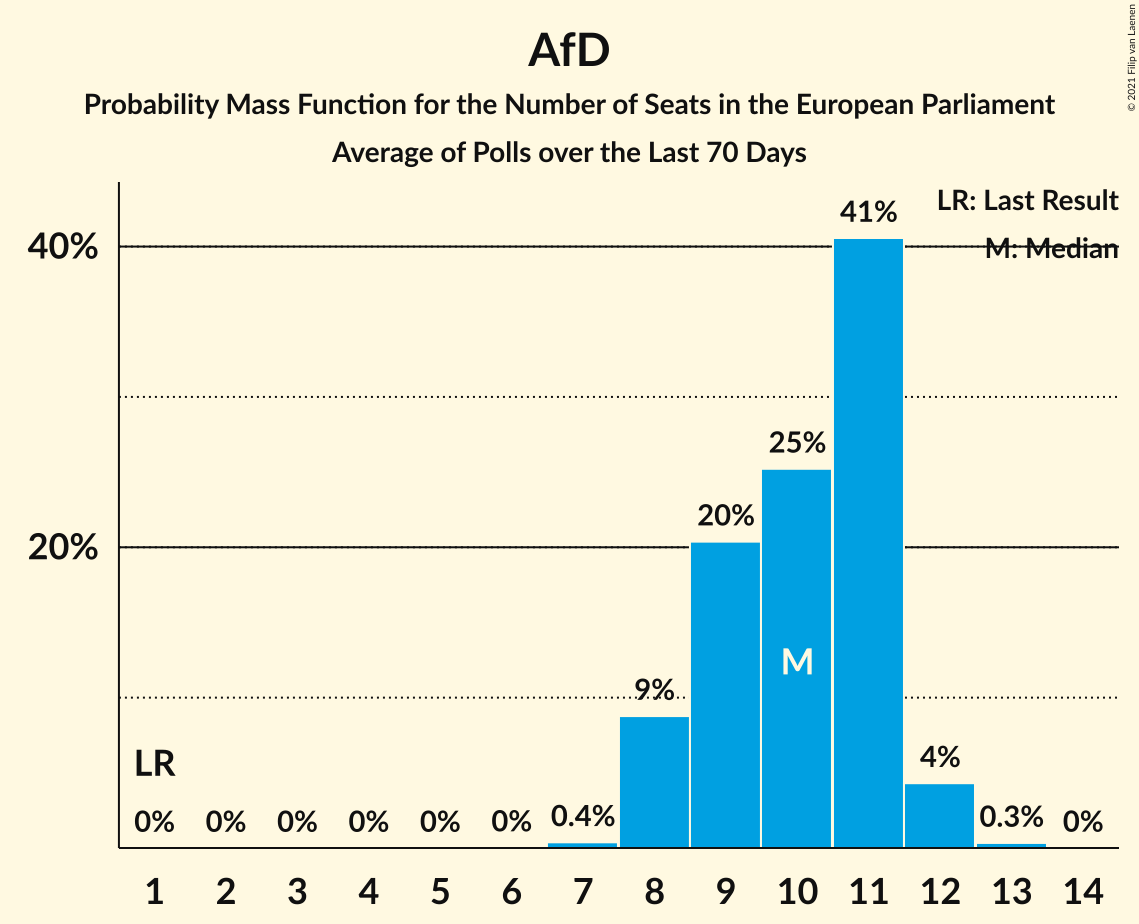 AfD
Probability Mass Function for the Number of Seats in the European Parliament
Average of Polls over the Last 70 Days
© 2021 Filip van Laenen
LR: Last Result
M: Median
40%
20%
41%
25%
20%
9%
4%
0.4%
0.3%
M
LR
0% 0% 0% 0% 0% 0% 0%
1 2 3 4 5 6 7 8 9 10 11 12 13 14